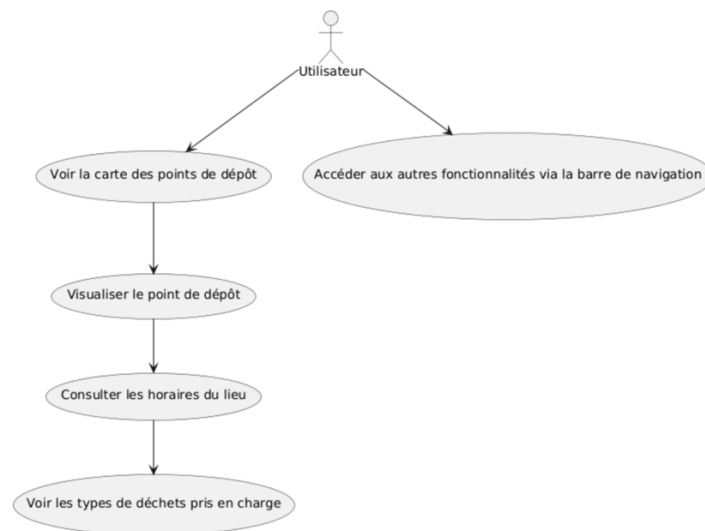 Utilisateur
Voir la carte des points de dépôt
Accéder aux autres fonctionnalités via la barre de navigation
Visualiser le point de dépôt
Consulter les horaires du lieu
Voir les types de déchets pris en charge